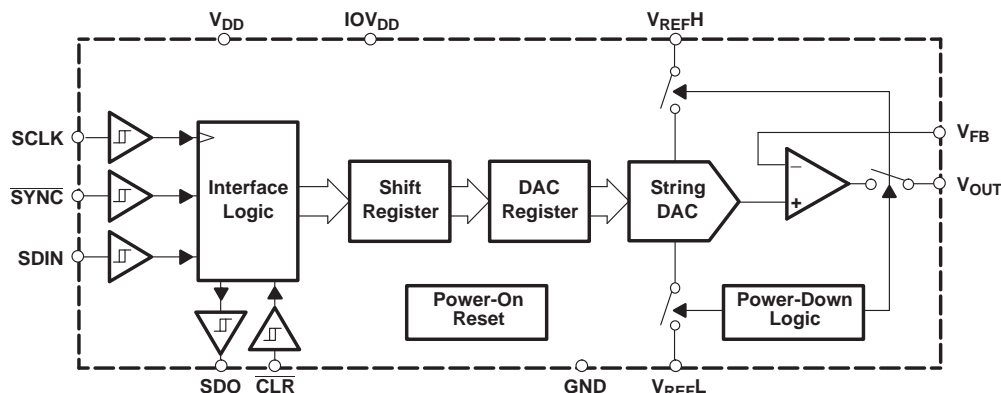 VDD IOVDD VREFH
SCLK
SYNC
SDIN
Interface
Logic
Shift
Register
DAC
Register
String
DAC
−
+
VFB
VOUT
Power-On
Reset
Power-Down
Logic
SDO CLR GND VREFL